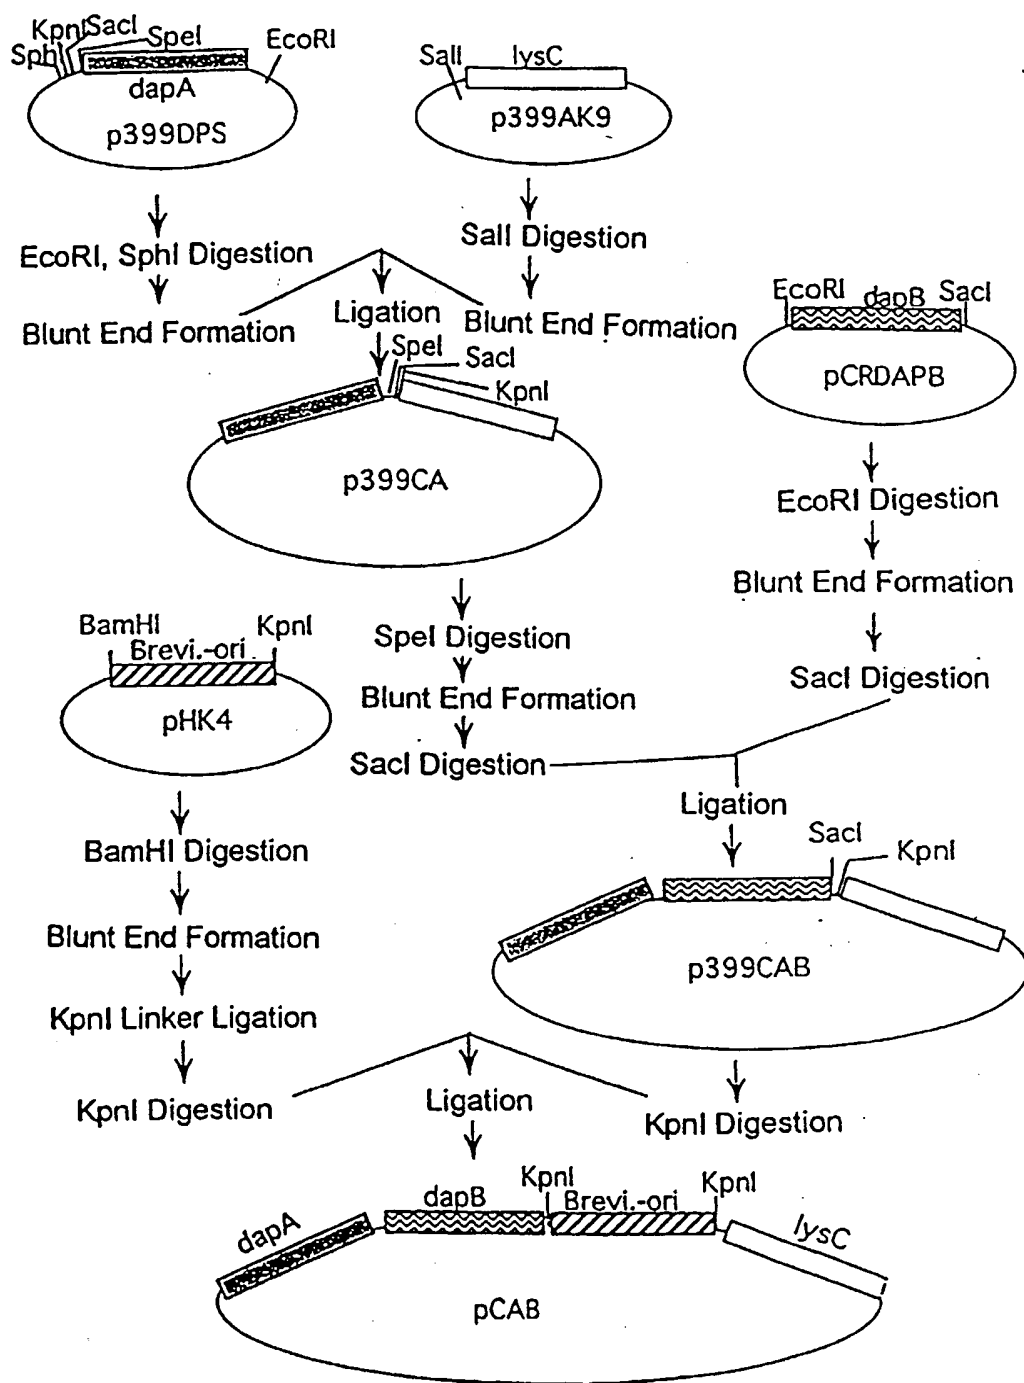 KpnI SacI
SphI
SpeI
EcoRI
dapA
p399DPS
EcoRI, SphI Digestion
Blunt End Formation
SalI
lysC
p399AK9
SalI Digestion
Blunt End Formation
Ligation
SpeI
SacI
KpnI
p399CA
EcoRI dapB SacI
pCRDAPB
EcoRI Digestion
Blunt End Formation
SacI Digestion
SpeI Digestion
Blunt End Formation
SacI Digestion
Ligation
SacI
KpnI
p399CAB
KpnI Digestion
BamHI
KpnI
Brevi.-ori
pHK4
BamHI Digestion
Blunt End Formation
KpnI Linker Ligation
KpnI Digestion
Ligation
dapA
dapB
KpnI
Brevi.-ori
KpnI
lysC
pCAB